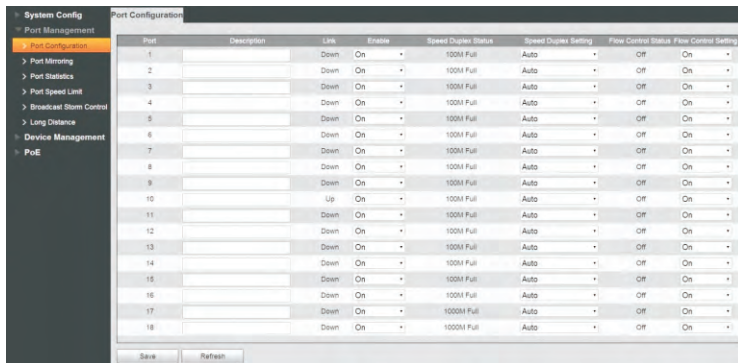 System Config
Port Management
Port Configuration
Port Mirroring
Port Statistics
Port Speed Limit
Broadcast Storm Control
Long Distance
Device Management
PoE
Port Configuration
Port Description Link Enable Speed Duplex Status Speed Duplex Setting Flow Control Status Flow Control Setting
1 Down On 100M Full Auto Off On
2 Down On 100M Full Auto Off On
3 Down On 100M Full Auto Off On
4 Down On 100M Full Auto Off On
5 Down On 100M Full Auto Off On
6 Down On 100M Full Auto Off On
7 Down On 100M Full Auto Off On
8 Down On 100M Full Auto Off On
9 Down On 100M Full Auto Off On
10 Up On 100M Full Auto Off On
11 Down On 100M Full Auto Off On
12 Down On 100M Full Auto Off On
13 Down On 100M Full Auto Off On
14 Down On 100M Full Auto Off On
15 Down On 100M Full Auto Off On
16 Down On 100M Full Auto Off On
17 Down On 1000M Full Auto Off On
18 Down On 1000M Full Auto Off On
Save Refresh